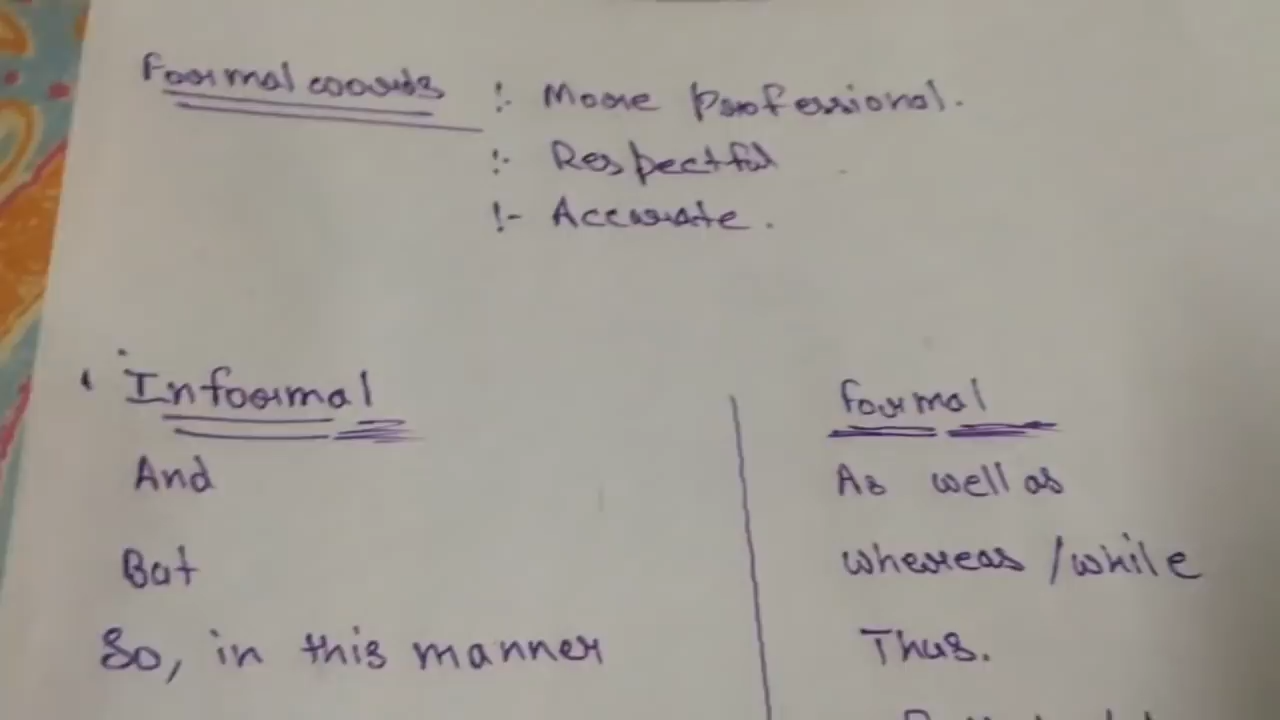 Formal words :- More professional.
:- Respectful
:- Accurate.
Informal | Formal
And | As well as
But | whereas / while
So, in this manner | Thus.